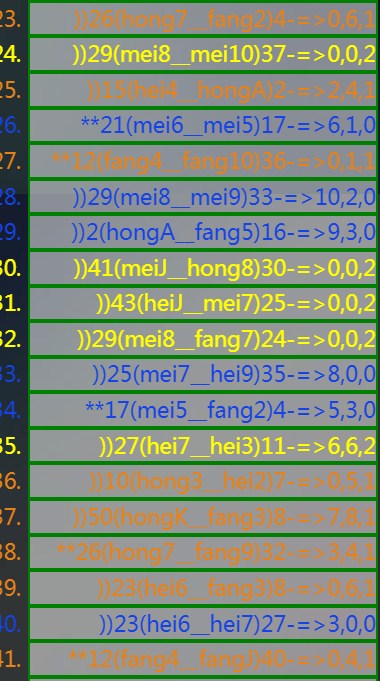 23. ))26(hong7__fang2)4-=>0,6,1
24. ))29(mei8__mei10)37-=>0,0,2
25. ))15(hei4__hongA)2-=>2,4,1
26. **21(mei6__mei5)17-=>6,1,0
27. **12(fang4__fang10)36-=>0,1,1
28. ))29(mei8__mei9)33-=>10,2,0
29. ))2(hongA__fang5)16-=>9,3,0
30. ))41(meiJ__hong8)30-=>0,0,2
31. ))43(heiJ__mei7)25-=>0,0,2
32. ))29(mei8__fang7)24-=>0,0,2
33. ))25(mei7__hei9)35-=>8,0,0
34. **17(mei5__fang2)4-=>5,3,0
35. ))27(hei7__hei3)11-=>6,6,2
36. ))10(hong3__hei2)7-=>0,5,1
37. ))50(hongK__fang3)8-=>7,8,1
38. **26(hong7__fang9)32-=>3,4,1
39. ))23(hei6__fang3)8-=>0,6,1
40. ))23(hei6__hei7)27-=>3,0,0
41. **12(fang4__fangJ)40-=>0,4,1